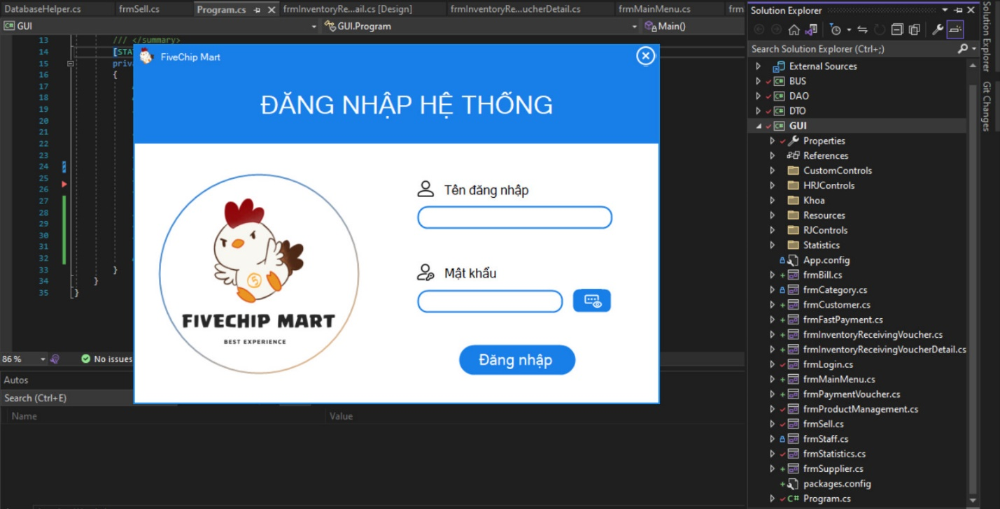 DatabaseHelper.cs
frmSell.cs
Program.cs
frmInventoryRe...ail.cs [Design]
frmInventoryRe...ucherDetail.cs
frmMainMenu.cs
frm
C# GUI
GUI.Program
Main()
13 /// </summary>
14 [STA
15 priva
16 {
17
18
19
20
21
22
23
24
25
26
27
28
29
30
31
32
33 }
34 }
35 }
FiveChip Mart
ĐĂNG NHẬP HỆ THỐNG
5
FIVECHIP MART
BEST EXPERIENCE
Tên đăng nhập
Mật khẩu
Đăng nhập
86 %
No issues
Autos
Search (Ctrl+E)
Name
Value
Solution Explorer
Search Solution Explorer (Ctrl+;)
External Sources
C# BUS
C# DAO
C# DTO
C# GUI
Properties
References
CustomControls
HRJControls
Khoa
Resources
RJControls
Statistics
App.config
frmBill.cs
frmCategory.cs
frmCustomer.cs
frmFastPayment.cs
frmInventoryReceivingVoucher.cs
frmInventoryReceivingVoucherDetail.cs
frmLogin.cs
frmMainMenu.cs
frmPaymentVoucher.cs
frmProductManagement.cs
frmSell.cs
frmStaff.cs
frmStatistics.cs
frmSupplier.cs
packages.config
C# Program.cs
Solution Explorer
Git Changes